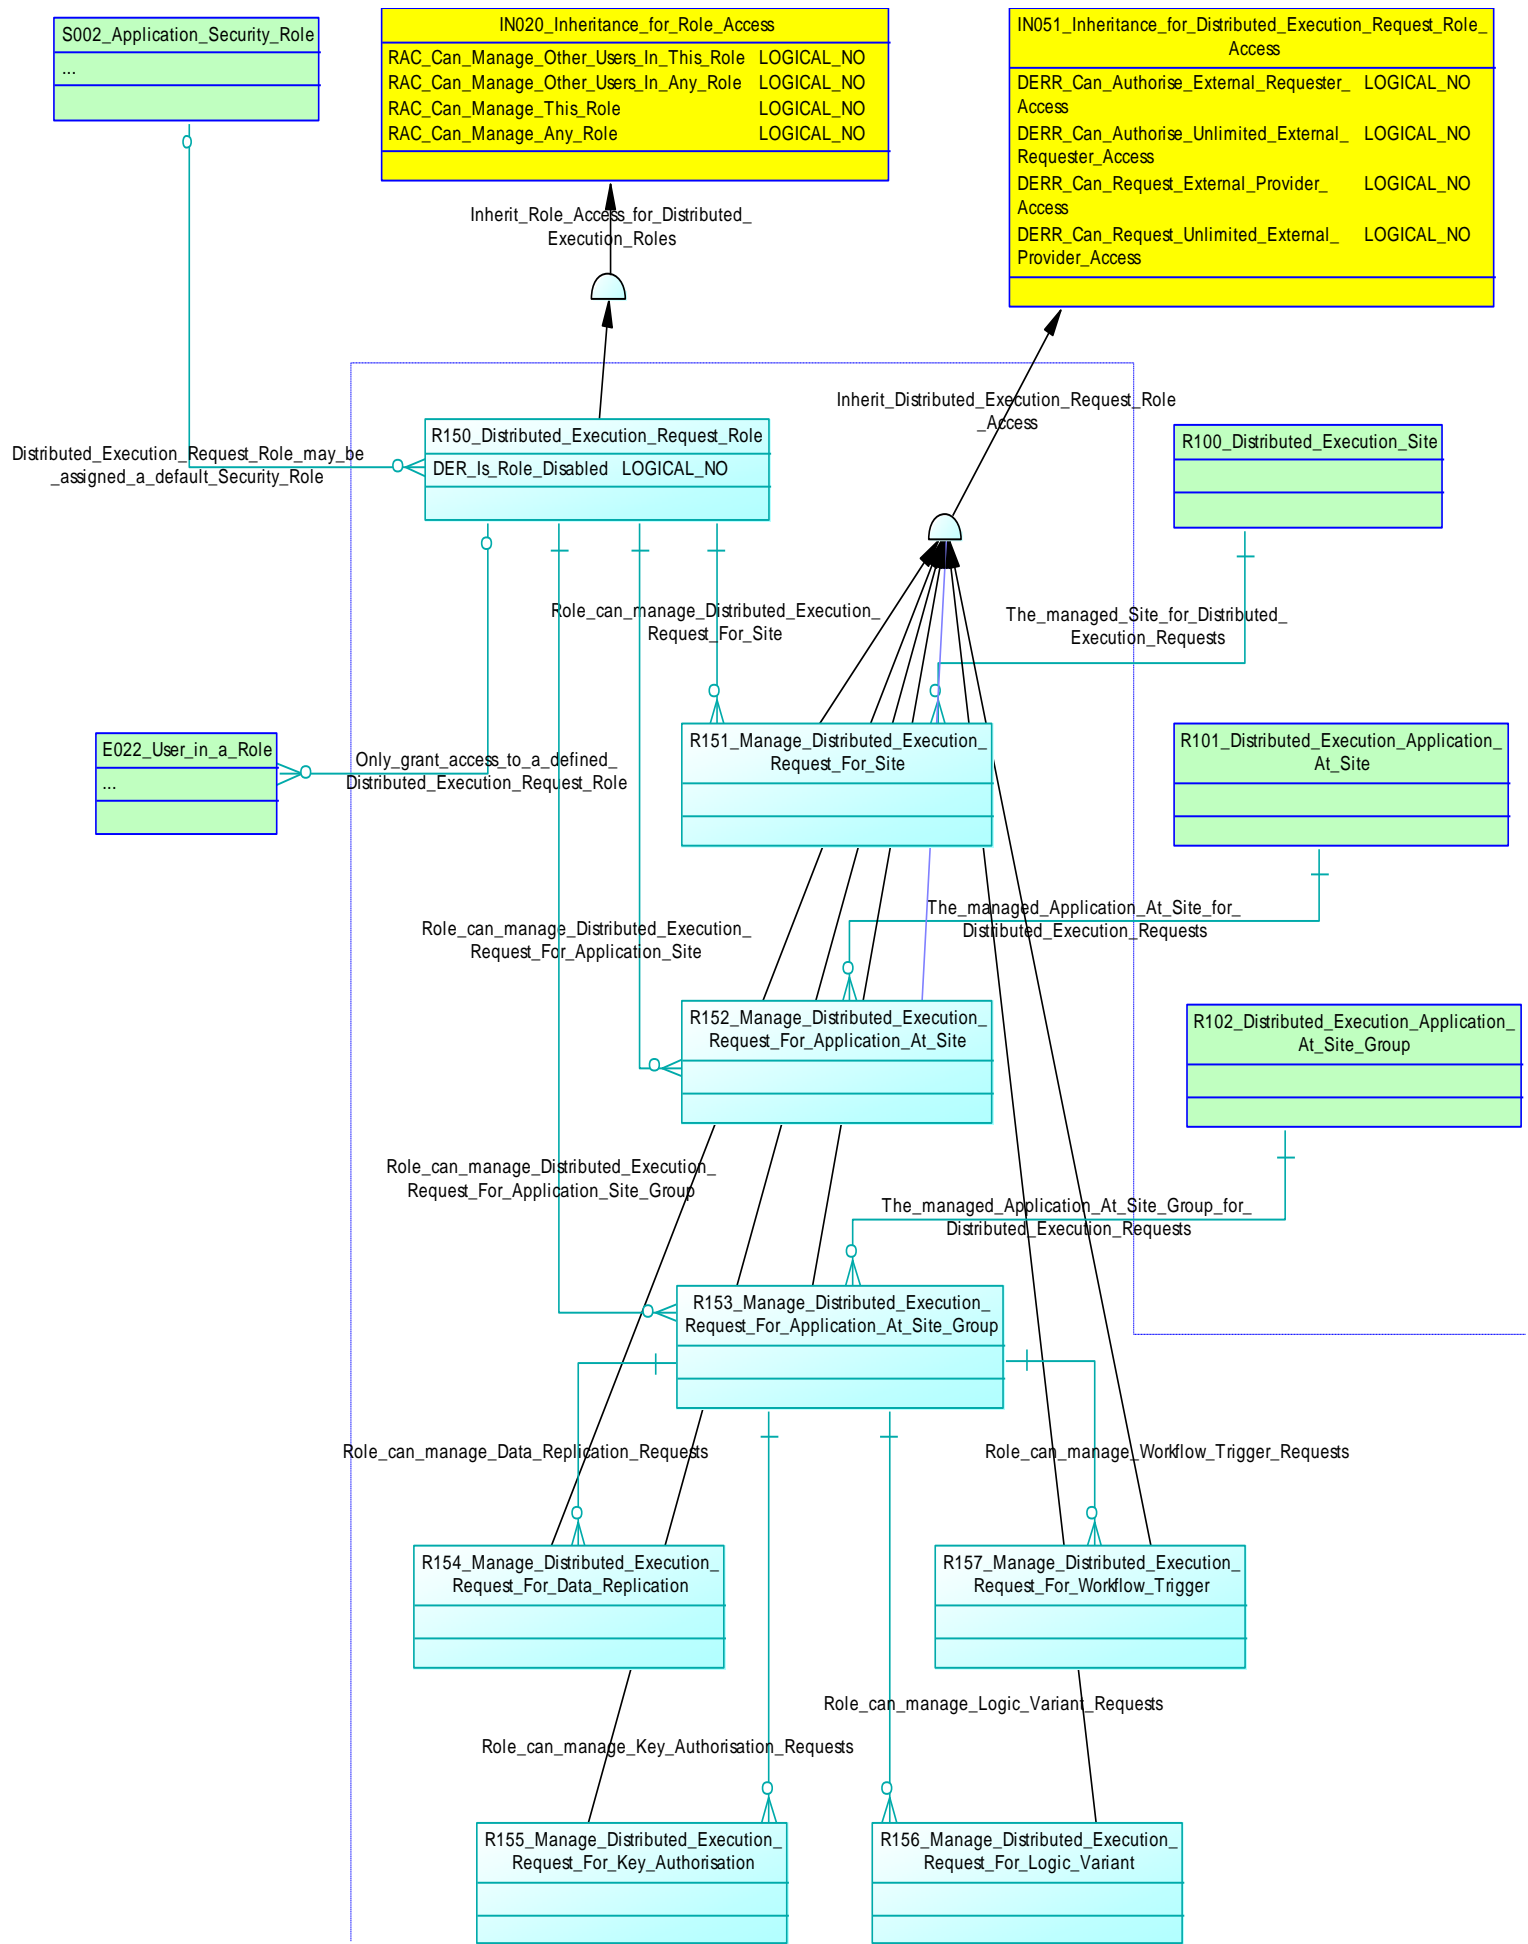 S002_Application_Security_Role
...
IN020_Inheritance_for_Role_Access
RAC_Can_Manage_Other_Users_In_This_Role LOGICAL_NO
RAC_Can_Manage_Other_Users_In_Any_Role LOGICAL_NO
RAC_Can_Manage_This_Role LOGICAL_NO
RAC_Can_Manage_Any_Role LOGICAL_NO
IN051_Inheritance_for_Distributed_Execution_Request_Role_
Access
DERR_Can_Authorise_External_Requester_ LOGICAL_NO
Access
DERR_Can_Authorise_Unlimited_External_ LOGICAL_NO
Requester_Access
DERR_Can_Request_External_Provider_ LOGICAL_NO
Access
DERR_Can_Request_Unlimited_External_ LOGICAL_NO
Provider_Access
Inherit_Role_Access_for_Distributed_
Execution_Roles
Inherit_Distributed_Execution_Request_Role
_Access
R150_Distributed_Execution_Request_Role
DER_Is_Role_Disabled LOGICAL_NO
Distributed_Execution_Request_Role_may_be
_assigned_a_default_Security_Role
R100_Distributed_Execution_Site
Role_can_manage_Distributed_Execution_
Request_For_Site
The_managed_Site_for_Distributed_
Execution_Requests
E022_User_in_a_Role
...
Only_grant_access_to_a_defined_
Distributed_Execution_Request_Role
R151_Manage_Distributed_Execution_
Request_For_Site
R101_Distributed_Execution_Application_
At_Site
Role_can_manage_Distributed_Execution_
Request_For_Application_Site
The_managed_Application_At_Site_for_
Distributed_Execution_Requests
R152_Manage_Distributed_Execution_
Request_For_Application_At_Site
R102_Distributed_Execution_Application_
At_Site_Group
Role_can_manage_Distributed_Execution_
Request_For_Application_Site_Group
The_managed_Application_At_Site_Group_for_
Distributed_Execution_Requests
R153_Manage_Distributed_Execution_
Request_For_Application_At_Site_Group
Role_can_manage_Data_Replication_Requests
Role_can_manage_Workflow_Trigger_Requests
R154_Manage_Distributed_Execution_
Request_For_Data_Replication
R157_Manage_Distributed_Execution_
Request_For_Workflow_Trigger
Role_can_manage_Logic_Variant_Requests
Role_can_manage_Key_Authorisation_Requests
R155_Manage_Distributed_Execution_
Request_For_Key_Authorisation
R156_Manage_Distributed_Execution_
Request_For_Logic_Variant